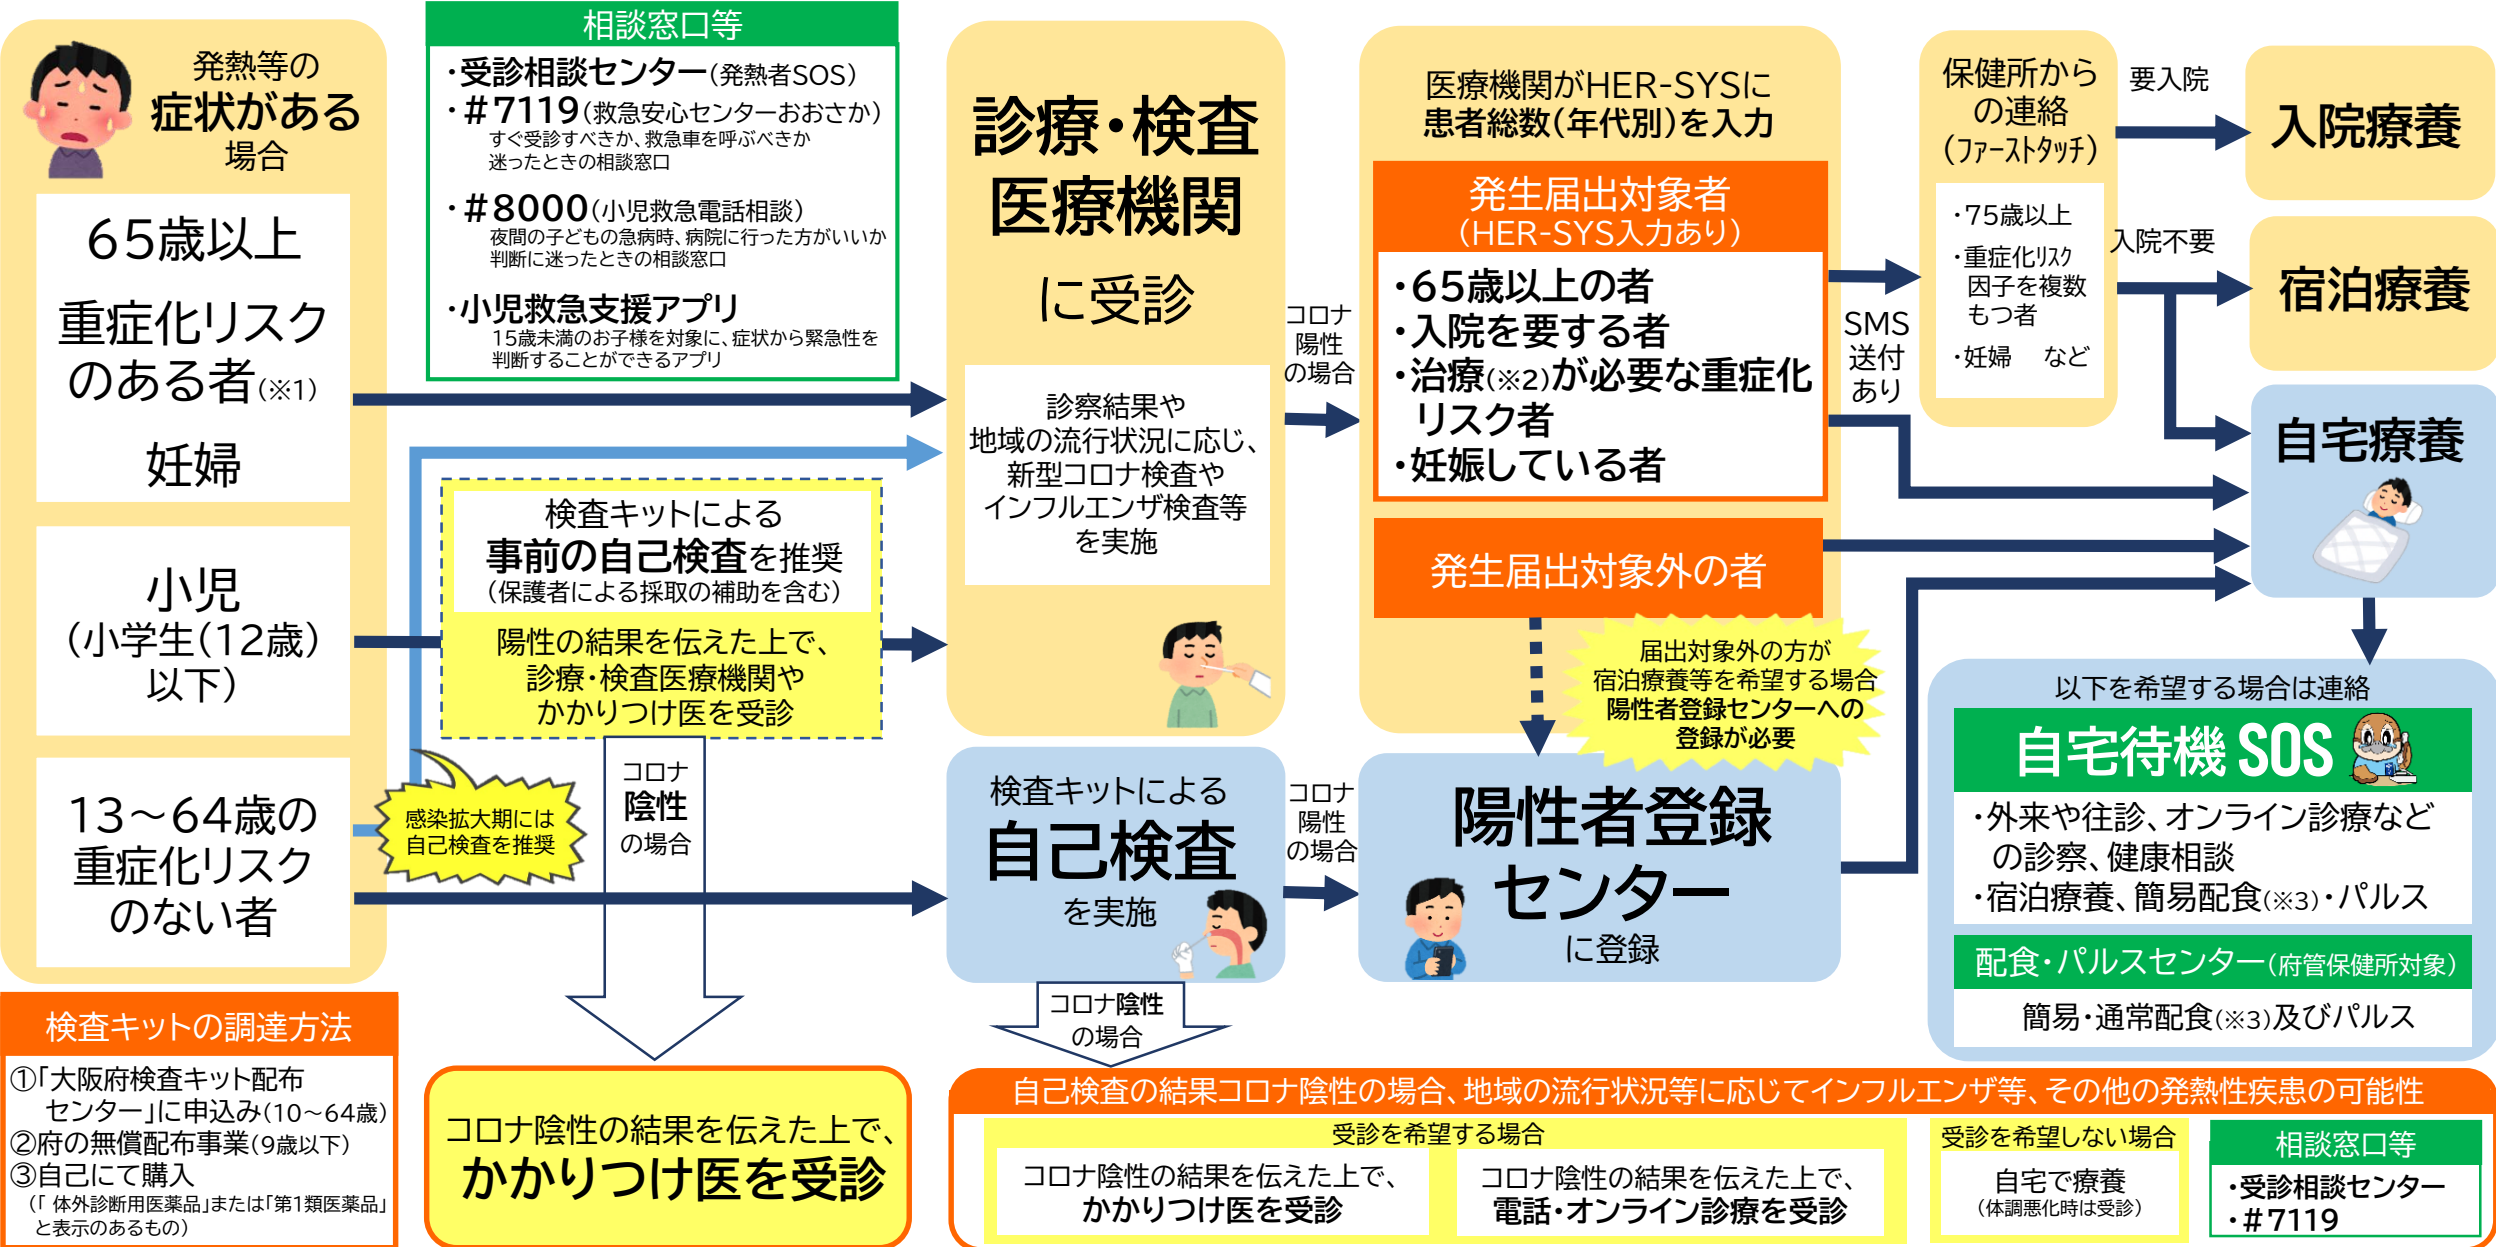 発熱等の
症状がある
場合
65歳以上
重症化リスク
のある者(※1)
妊婦
小児
(小学生(12歳)
以下)
13～64歳の
重症化リスク
のない者
相談窓口等
・受診相談センター(発熱者SOS)
・#7119(救急安心センターおおさか)
すぐ受診すべきか、救急車を呼ぶべきか
迷ったときの相談窓口
・#8000(小児救急電話相談)
夜間の子どもの急病時、病院に行った方がいいか
判断に迷ったときの相談窓口
・小児救急支援アプリ
15歳未満のお子様を対象に、症状から緊急性を
判断することができるアプリ
検査キットによる
事前の自己検査を推奨
(保護者による採取の補助を含む)
陽性の結果を伝えた上で、
診療・検査医療機関や
かかりつけ医を受診
感染拡大期には
自己検査を推奨
コロナ
陰性
の場合
診療・検査
医療機関
に受診
診察結果や
地域の流行状況に応じ、
新型コロナ検査や
インフルエンザ検査等
を実施
コロナ
陽性
の場合
検査キットによる
自己検査
を実施
コロナ
陽性
の場合
コロナ陰性
の場合
医療機関がHER-SYSに
患者総数(年代別)を入力
発生届出対象者
(HER-SYS入力あり)
・65歳以上の者
・入院を要する者
・治療(※2)が必要な重症化
リスク者
・妊娠している者
発生届出対象外の者
届出対象外の方が
宿泊療養等を希望する場合
陽性者登録センターへの
登録が必要
陽性者登録
センター
に登録
SMS
送付
あり
保健所から
の連絡
(ファーストタッチ)
・75歳以上
・重症化リスク
因子を複数
もつ者
・妊婦　など
要入院
入院不要
入院療養
宿泊療養
自宅療養
以下を希望する場合は連絡
自宅待機SOS
・外来や往診、オンライン診療など
の診察、健康相談
・宿泊療養、簡易配食(※3)・パルス
配食・パルスセンター(府管保健所対象)
簡易・通常配食(※3)及びパルス
検査キットの調達方法
①「大阪府検査キット配布
センター」に申込み(10～64歳)
②府の無償配布事業(9歳以下)
③自己にて購入
(「 体外診断用医薬品」または「第1類医薬品」
と表示のあるもの)
コロナ陰性の結果を伝えた上で、
かかりつけ医を受診
自己検査の結果コロナ陰性の場合、地域の流行状況等に応じてインフルエンザ等、その他の発熱性疾患の可能性
受診を希望する場合
コロナ陰性の結果を伝えた上で、
かかりつけ医を受診
コロナ陰性の結果を伝えた上で、
電話・オンライン診療を受診
受診を希望しない場合
自宅で療養
(体調悪化時は受診)
相談窓口等
・受診相談センター
・#7119